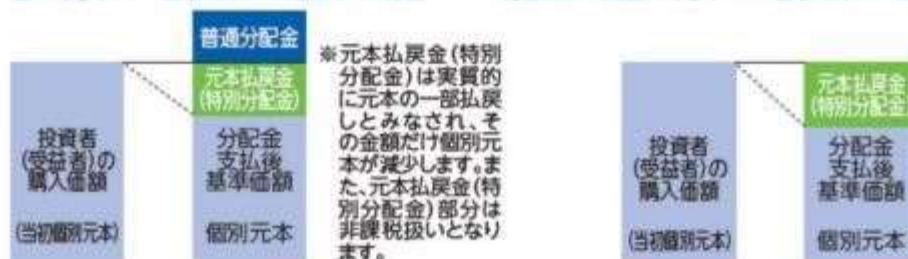 普通分配金
元本払戻金
(特別分配金)
投資者
(受益者)の
購入価額
(当初個別元本)
分配金
支払後
基準価額
個別元本
※元本払戻金(特別
分配金)は実質的
に元本の一部払戻
しとみなされ、そ
の金額だけ個別元
本が減少します。ま
た、元本払戻金(特
別分配金)部分は
非課税扱いとなり
ます。
投資者
(受益者)の
購入価額
(当初個別元本)
元本払戻金
(特別分配金)
分配金
支払後
基準価額
個別元本